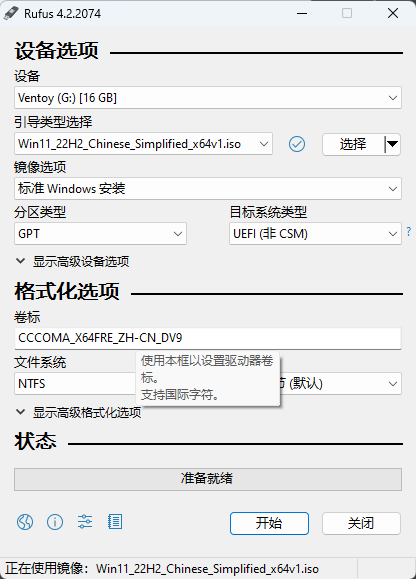 Rufus 4.2.2074
设备选项
设备
Ventoy (G:) [16 GB]
引导类型选择
Win11_22H2_Chinese_Simplified_x64v1.iso
选择
镜像选项
标准 Windows 安装
分区类型
目标系统类型
GPT
UEFI (非 CSM)
?
显示高级设备选项
格式化选项
卷标
CCCOMA_X64FRE_ZH-CN_DV9
使用本框以设置驱动器卷
标。
支持国际字符。
文件系统
NTFS
(默认)
显示高级格式化选项
状态
准备就绪
开始
关闭
正在使用镜像：Win11_22H2_Chinese_Simplified_x64v1.iso